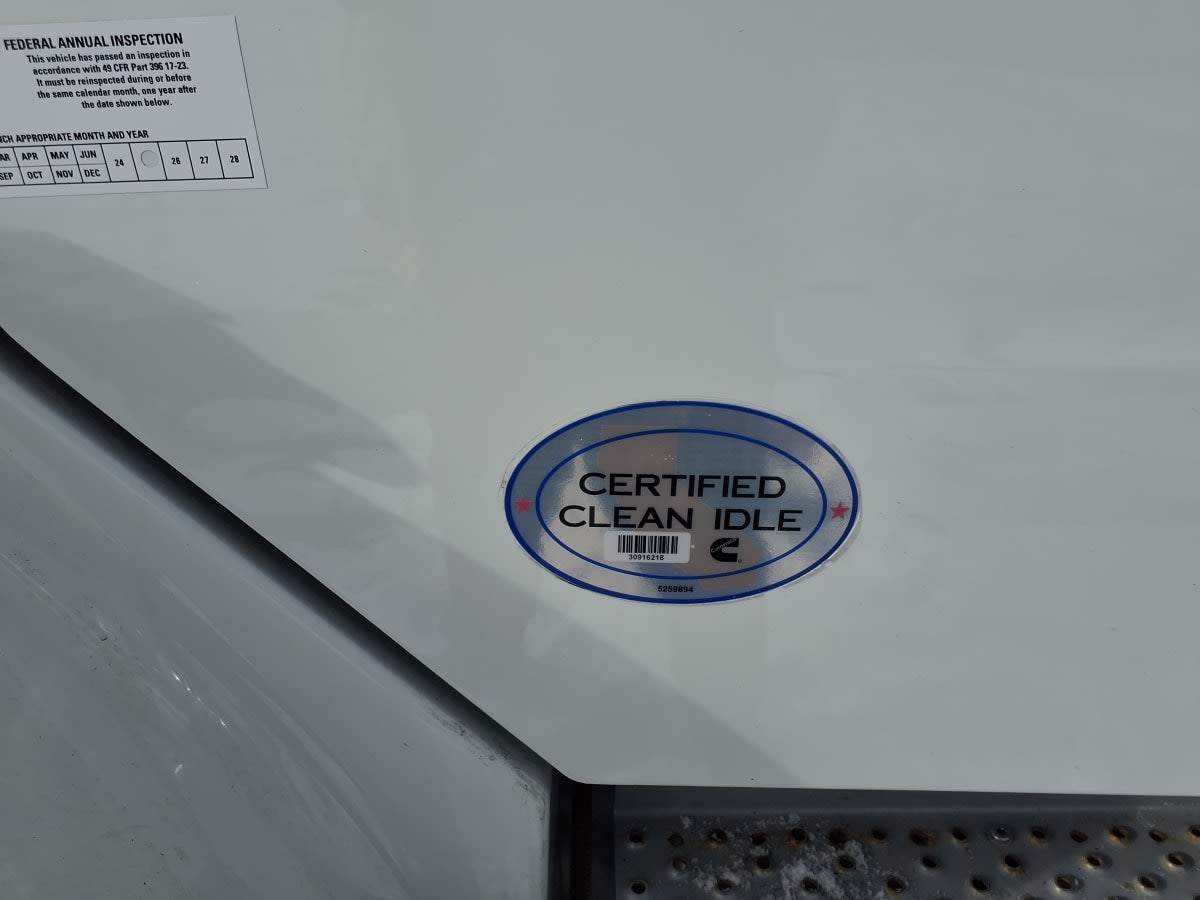 FEDERAL ANNUAL INSPECTION
This vehicle has passed an inspection in
accordance with 49 CFR Part 396 17-23.
It must be reinspected during or before
the same calendar month, one year after
the date shown below.
APPROPRIATE MONTH AND YEAR
APR MAY JUN 24 26 27 28
SEP OCT NOV DEC
CERTIFIED
CLEAN IDLE
30916218
5259894